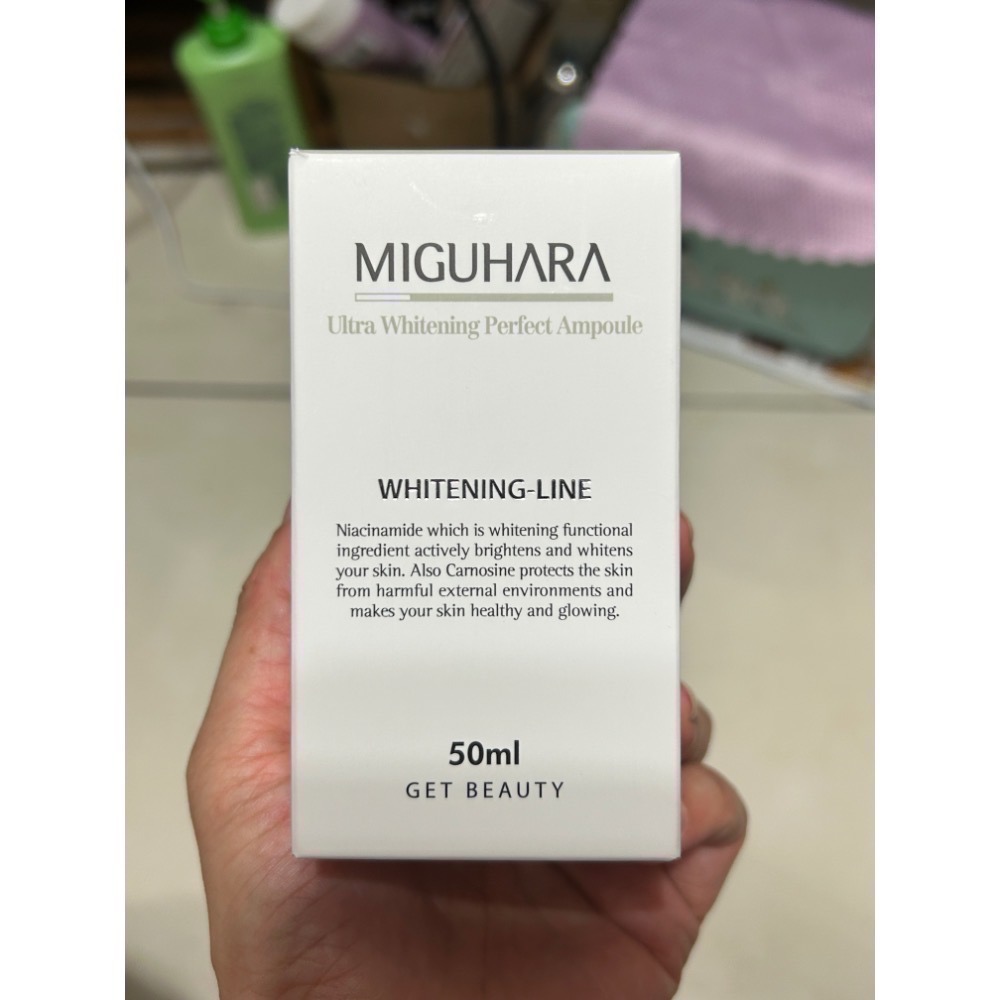 MIGUHARA
Ultra Whitening Perfect Ampoule
WHITENING-LINE
Niacinamide which is whitening functional
ingredient actively brightens and whitens
your skin. Also Carnosine protects the skin
from harmful external environments and
makes your skin healthy and glowing.
50ml
GET BEAUTY